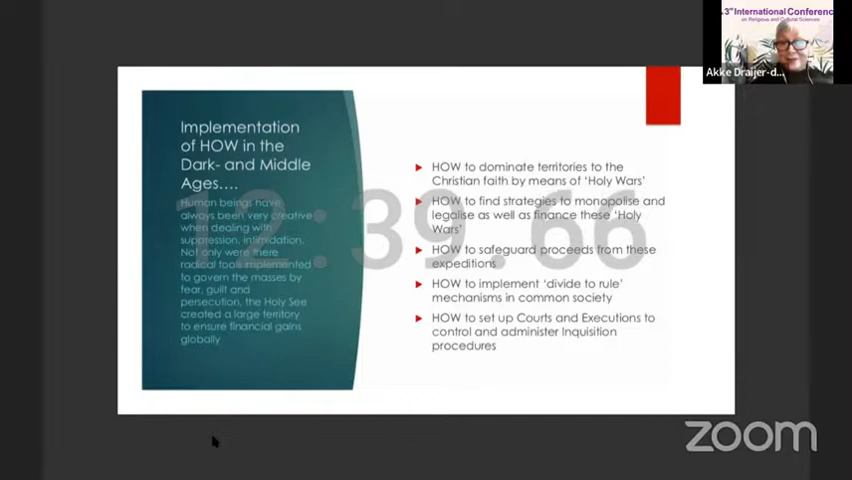 3rd International Conference
on Religious and Cultural Sciences
Akke Draijer-d...
Implementation
of HOW in the
Dark- and Middle
Ages....
Human beings have
always been very creative
when dealing with
suppression, intimidation.
Not only were there
radical tools implemented
to govern the masses by
fear, guilt and
persecution, the Holy See
created a large territory
to ensure financial gains
globally
HOW to dominate territories to the
Christian faith by means of ‘Holy Wars’
HOW to find strategies to monopolise and
legalise as well as finance these ‘Holy
Wars’
HOW to safeguard proceeds from these
expeditions
HOW to implement ‘divide to rule’
mechanisms in common society
HOW to set up Courts and Executions to
control and administer Inquisition
procedures
12:39.66
zoom